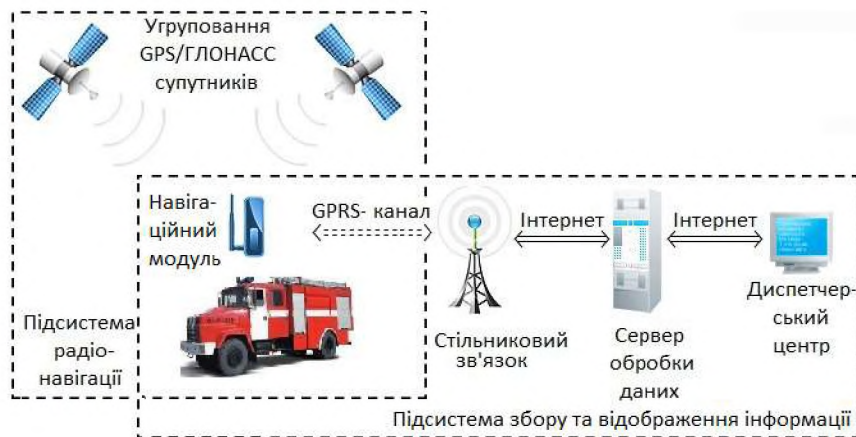 Угруповання
GPS/ГЛОНАСС
супутників
Навіга-
ційний
модуль
GPRS- канал
Інтернет
Інтернет
Підсистема
радіо-
навігації
Стільниковий
зв'язок
Сервер
обробки
даних
Диспетчер-
ський
центр
Підсистема збору та відображення інформації